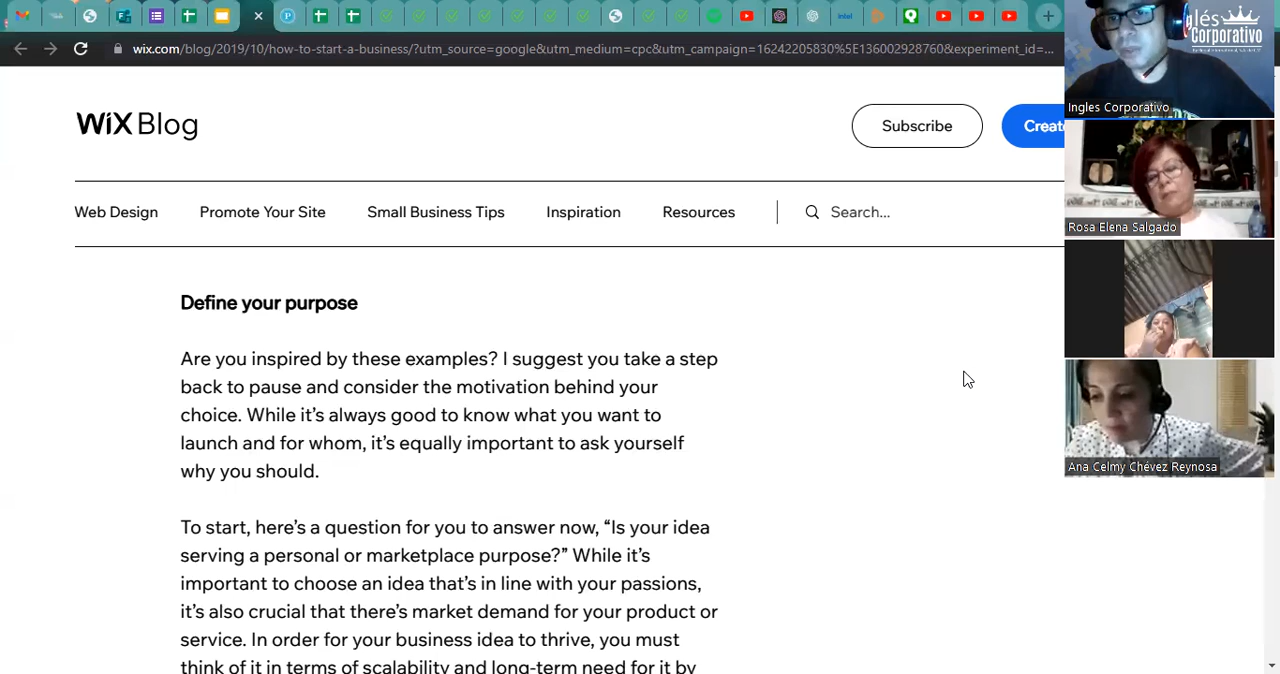 wix.com/blog/2019/10/how-to-start-a-business/?utm_source=google&utm_medium=cpc&utm_campaign=16242205830%5E136002928760&experiment_id=...
WiX Blog
Subscribe
Create
Web Design
Promote Your Site
Small Business Tips
Inspiration
Resources
Search...
Define your purpose
Are you inspired by these examples? I suggest you take a step
back to pause and consider the motivation behind your
choice. While it's always good to know what you want to
launch and for whom, it's equally important to ask yourself
why you should.
To start, here's a question for you to answer now, “Is your idea
serving a personal or marketplace purpose?” While it's
important to choose an idea that's in line with your passions,
it's also crucial that there's market demand for your product or
service. In order for your business idea to thrive, you must
think of it in terms of scalability and long-term need for it by
glés
Corporativo
Ingles Corporativo
Rosa Elena Salgado
Ana Celmy Chévez Reynosa